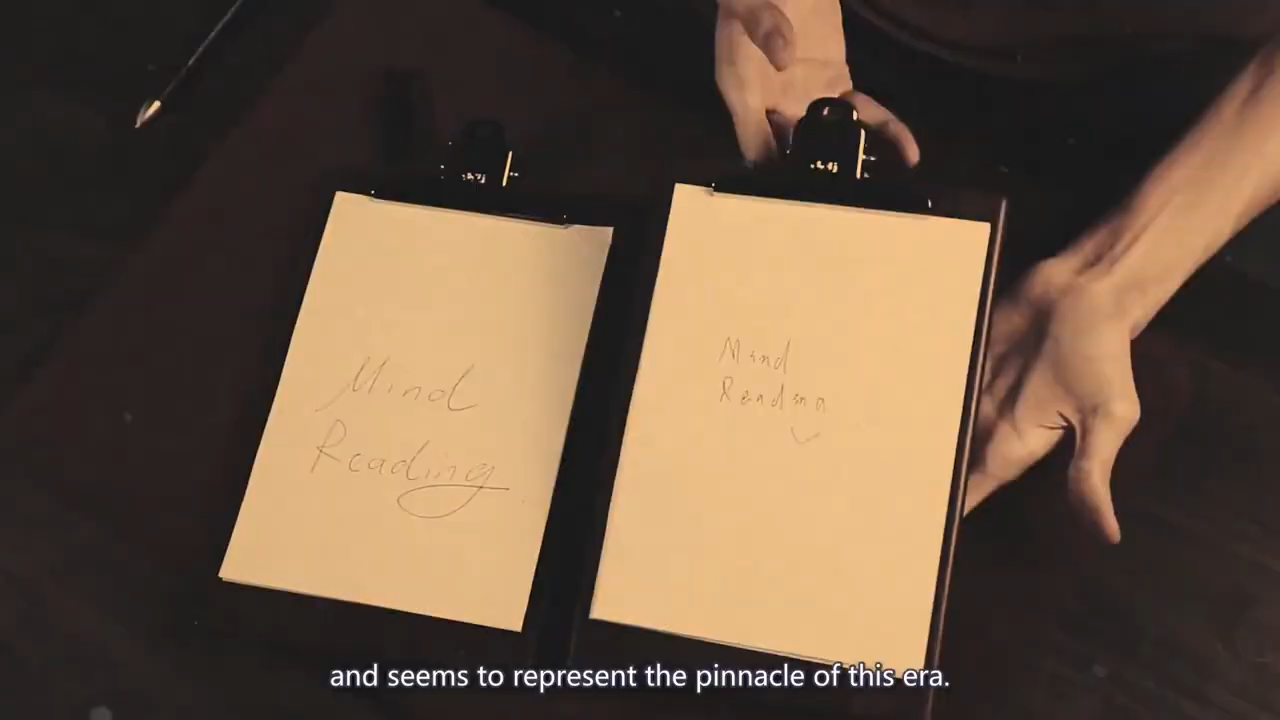 Mind
Reading
Mind
Reading
and seems to represent the pinnacle of this era.